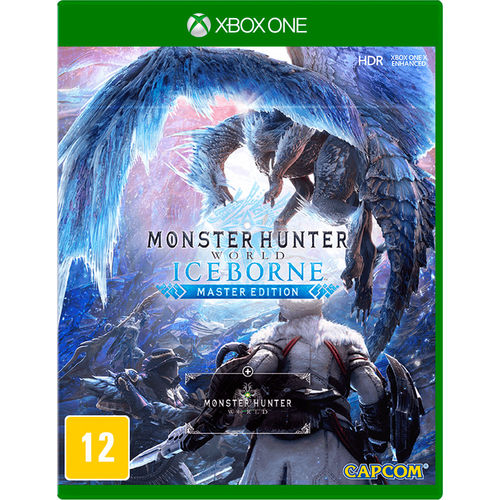 XBOX ONE
HDR
XBOX ONE X
ENHANCED
MONSTER HUNTER
WORLD
ICEBORNE
MASTER EDITION
+
MONSTER HUNTER
WORLD
12
CAPCOM